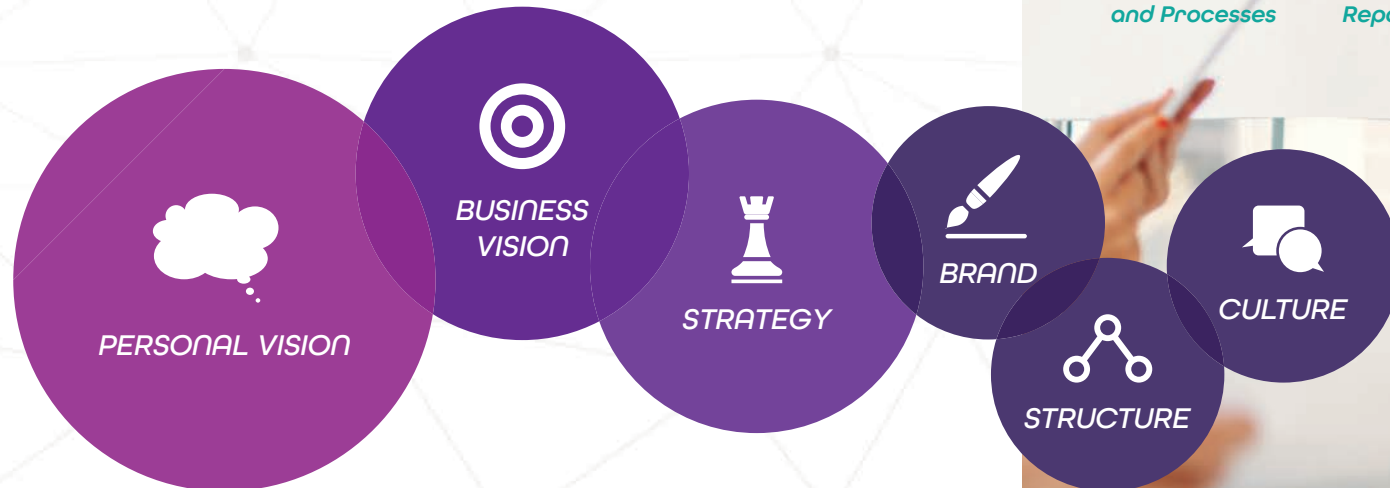 and Processes
PERSONAL VISION
BUSINESS
VISION
STRATEGY
BRAND
STRUCTURE
CULTURE